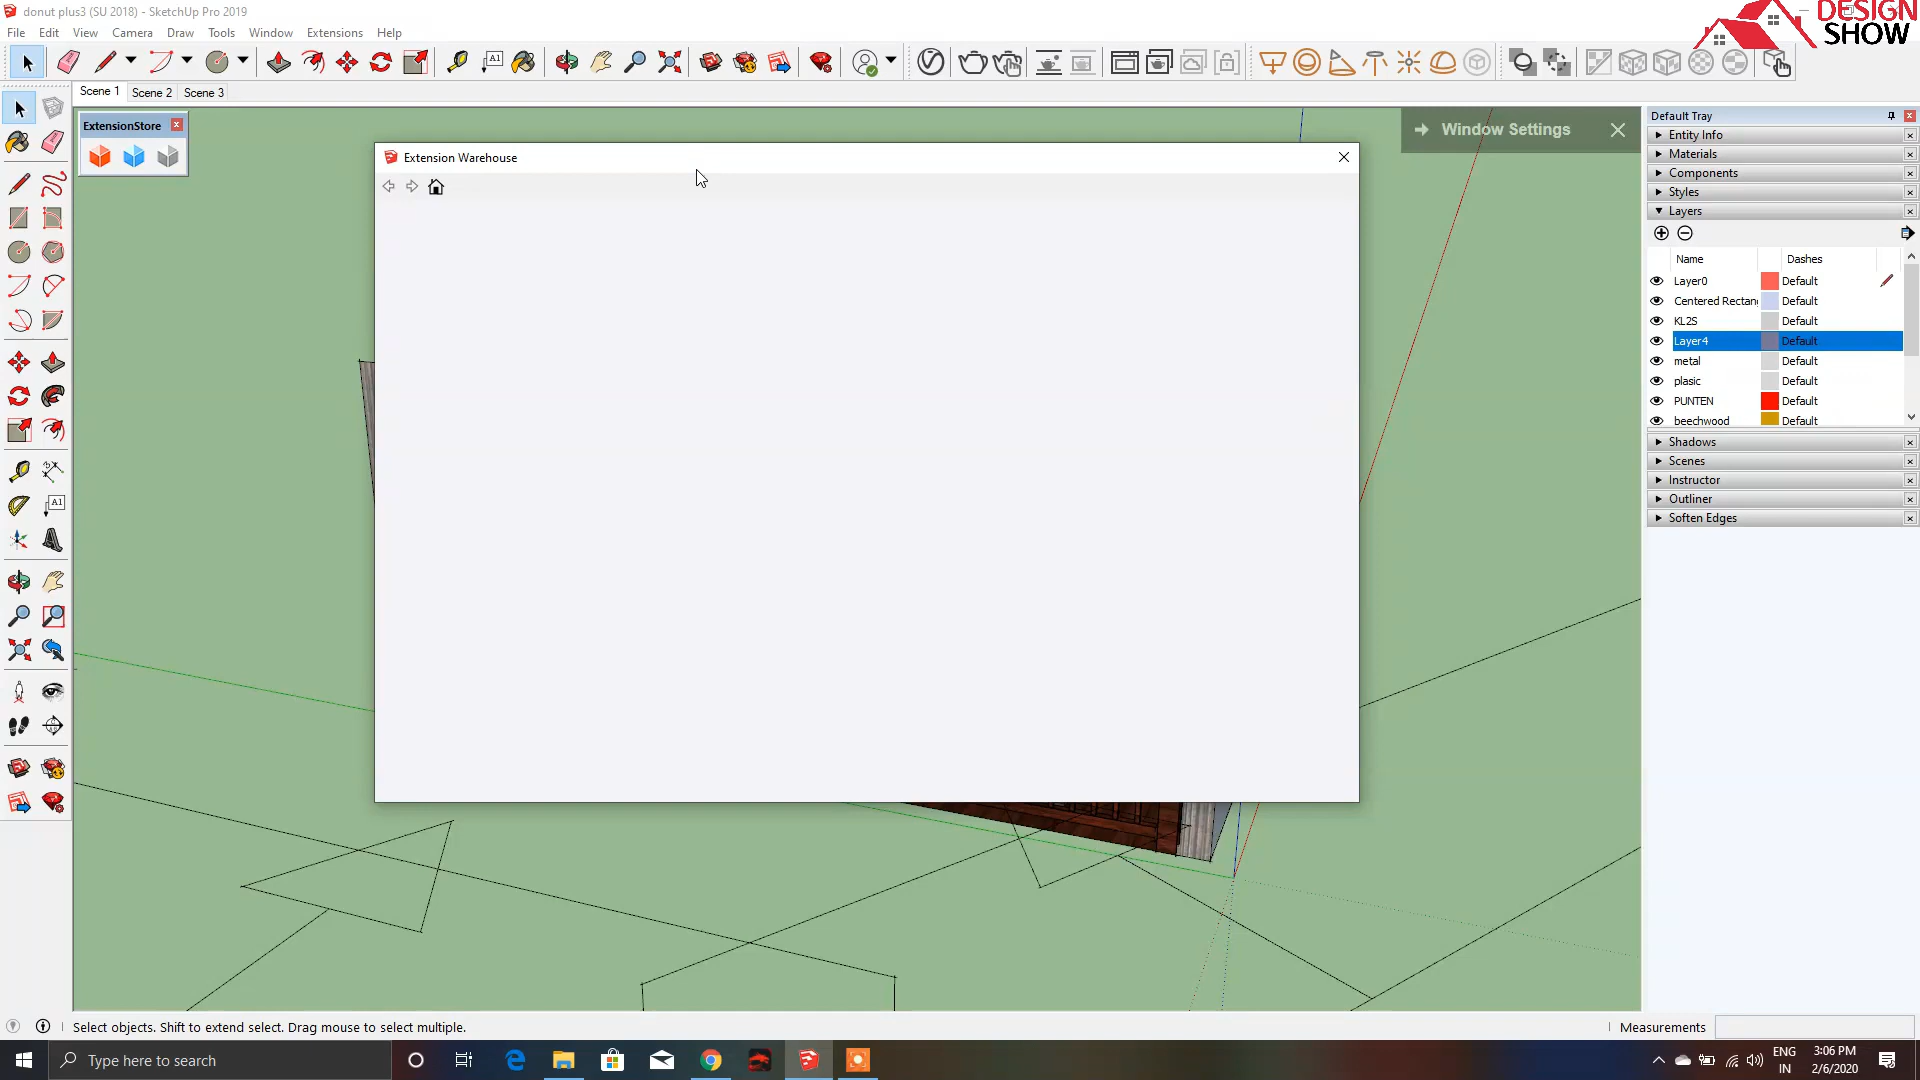 donut plus3 (SU 2018) - SketchUp Pro 2019
DESIGN
SHOW
File Edit View Camera Draw Tools Window Extensions Help
A1
Scene 1 Scene 2 Scene 3
ExtensionStore
Window Settings
Default Tray
Extension Warehouse
Entity Info
Materials
Components
Styles
Layers
Name Dashes
Layer0 Default
Centered Rectan Default
KL2S Default
Layer4 Default
metal Default
plasic Default
PUNTEN Default
beechwood Default
Shadows
Scenes
Instructor
Outliner
Soften Edges
A1
Select objects. Shift to extend select. Drag mouse to select multiple.
Measurements
Type here to search
ENG
IN
3:06 PM
2/6/2020